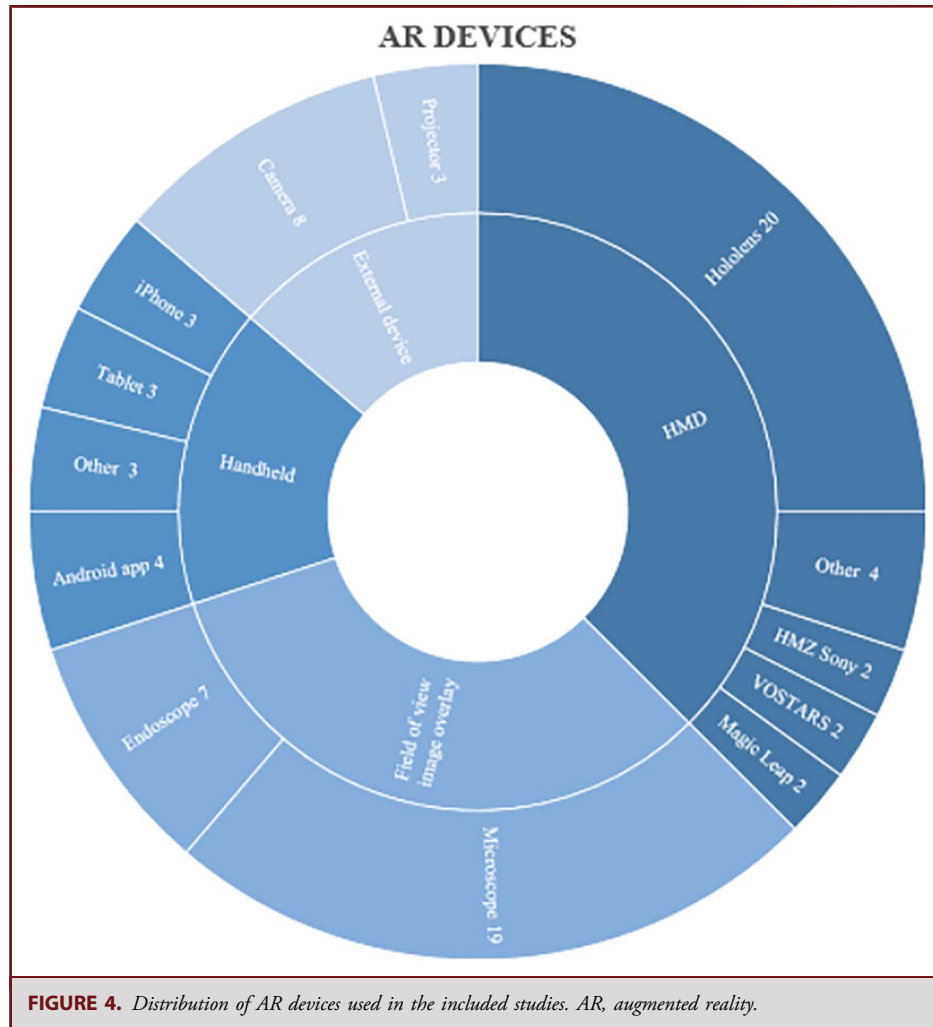 AR DEVICES
Projector 3
Camera 8
Hololens 20
External device
iPhone 3
HMD
Tablet 3
Handheld
Other 3
Other 4
Android app 4
HMZ Sony 2
VOSTARS 2
Magic Leap 2
Endoscope 7
Field of view
image overlay
Microscope 19
FIGURE 4. Distribution of AR devices used in the included studies. AR, augmented reality.